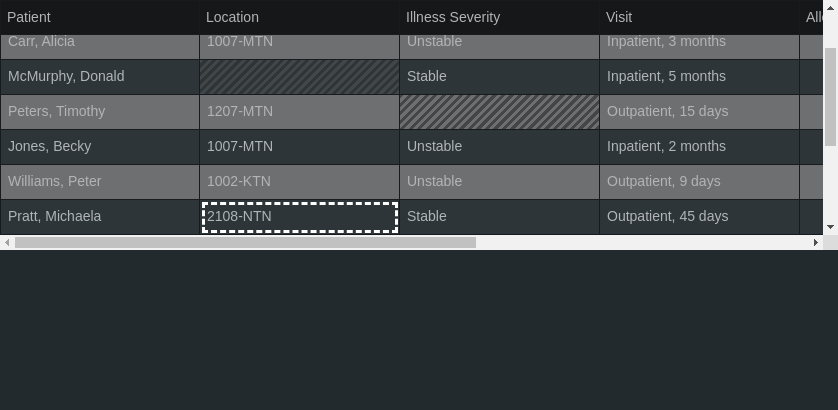 Patient Location Illness Severity Visit All
Carr, Alicia 1007-MTN Unstable Inpatient, 3 months
McMurphy, Donald Stable Inpatient, 5 months
Peters, Timothy 1207-MTN Outpatient, 15 days
Jones, Becky 1007-MTN Unstable Inpatient, 2 months
Williams, Peter 1002-KTN Unstable Outpatient, 9 days
Pratt, Michaela 2108-NTN Stable Outpatient, 45 days